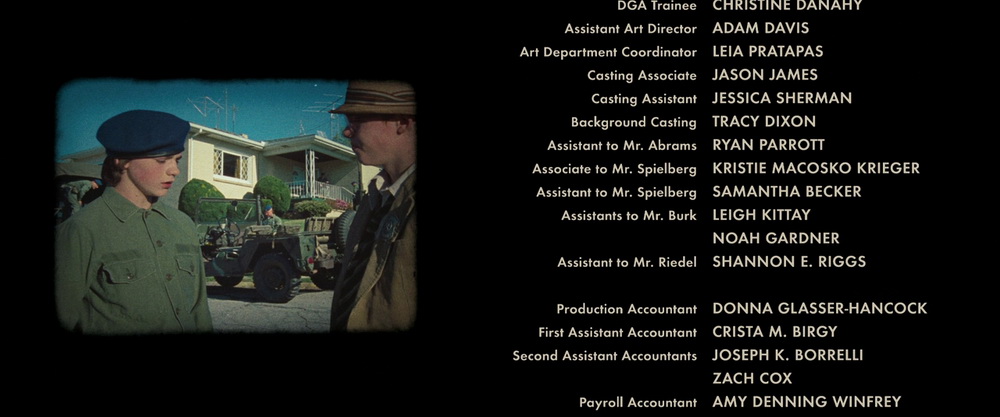 DGA Trainee CHRISTINE DANAHY
Assistant Art Director ADAM DAVIS
Art Department Coordinator LEIA PRATAPAS
Casting Associate JASON JAMES
Casting Assistant JESSICA SHERMAN
Background Casting TRACY DIXON
Assistant to Mr. Abrams RYAN PARROTT
Associate to Mr. Spielberg KRISTIE MACOSKO KRIEGER
Assistant to Mr. Spielberg SAMANTHA BECKER
Assistants to Mr. Burk LEIGH KITTAY
NOAH GARDNER
Assistant to Mr. Riedel SHANNON E. RIGGS
Production Accountant DONNA GLASSER-HANCOCK
First Assistant Accountant CRISTA M. BIRGY
Second Assistant Accountants JOSEPH K. BORRELLI
ZACH COX
Payroll Accountant AMY DENNING WINFREY